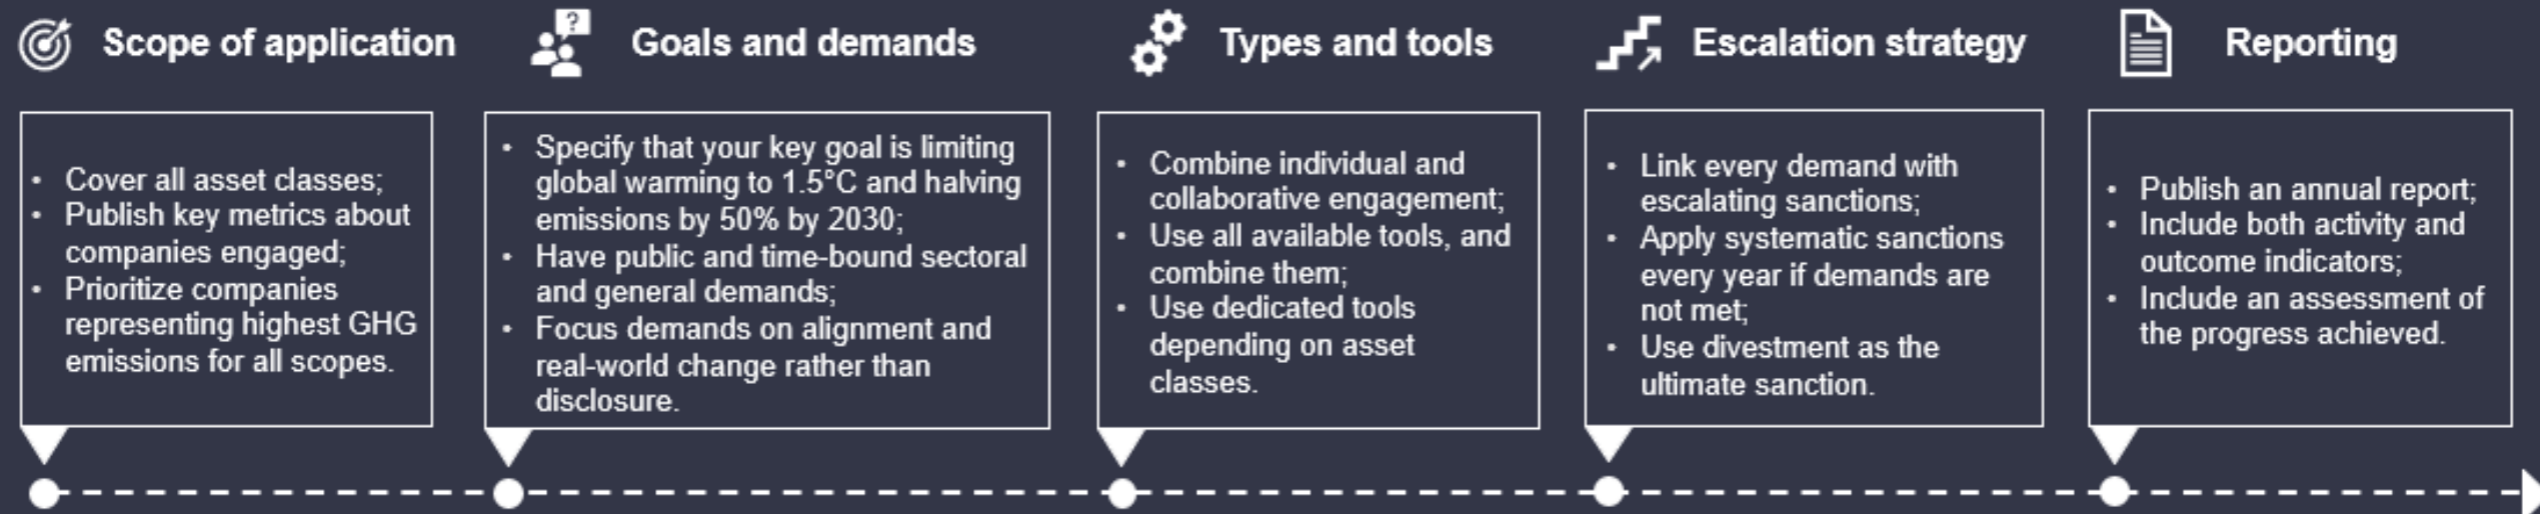 Scope of application
• Cover all asset classes;
• Publish key metrics about
companies engaged;
• Prioritize companies
representing highest GHG
emissions for all scopes.
?
Goals and demands
• Specify that your key goal is limiting
global warming to 1.5°C and halving
emissions by 50% by 2030;
• Have public and time-bound sectoral
and general demands;
• Focus demands on alignment and
real-world change rather than
disclosure.
Types and tools
• Combine individual and
collaborative engagement;
• Use all available tools, and
combine them;
• Use dedicated tools
depending on asset
classes.
Escalation strategy
• Link every demand with
escalating sanctions;
• Apply systematic sanctions
every year if demands are
not met;
• Use divestment as the
ultimate sanction.
Reporting
• Publish an annual report;
• Include both activity and
outcome indicators;
• Include an assessment of
the progress achieved.